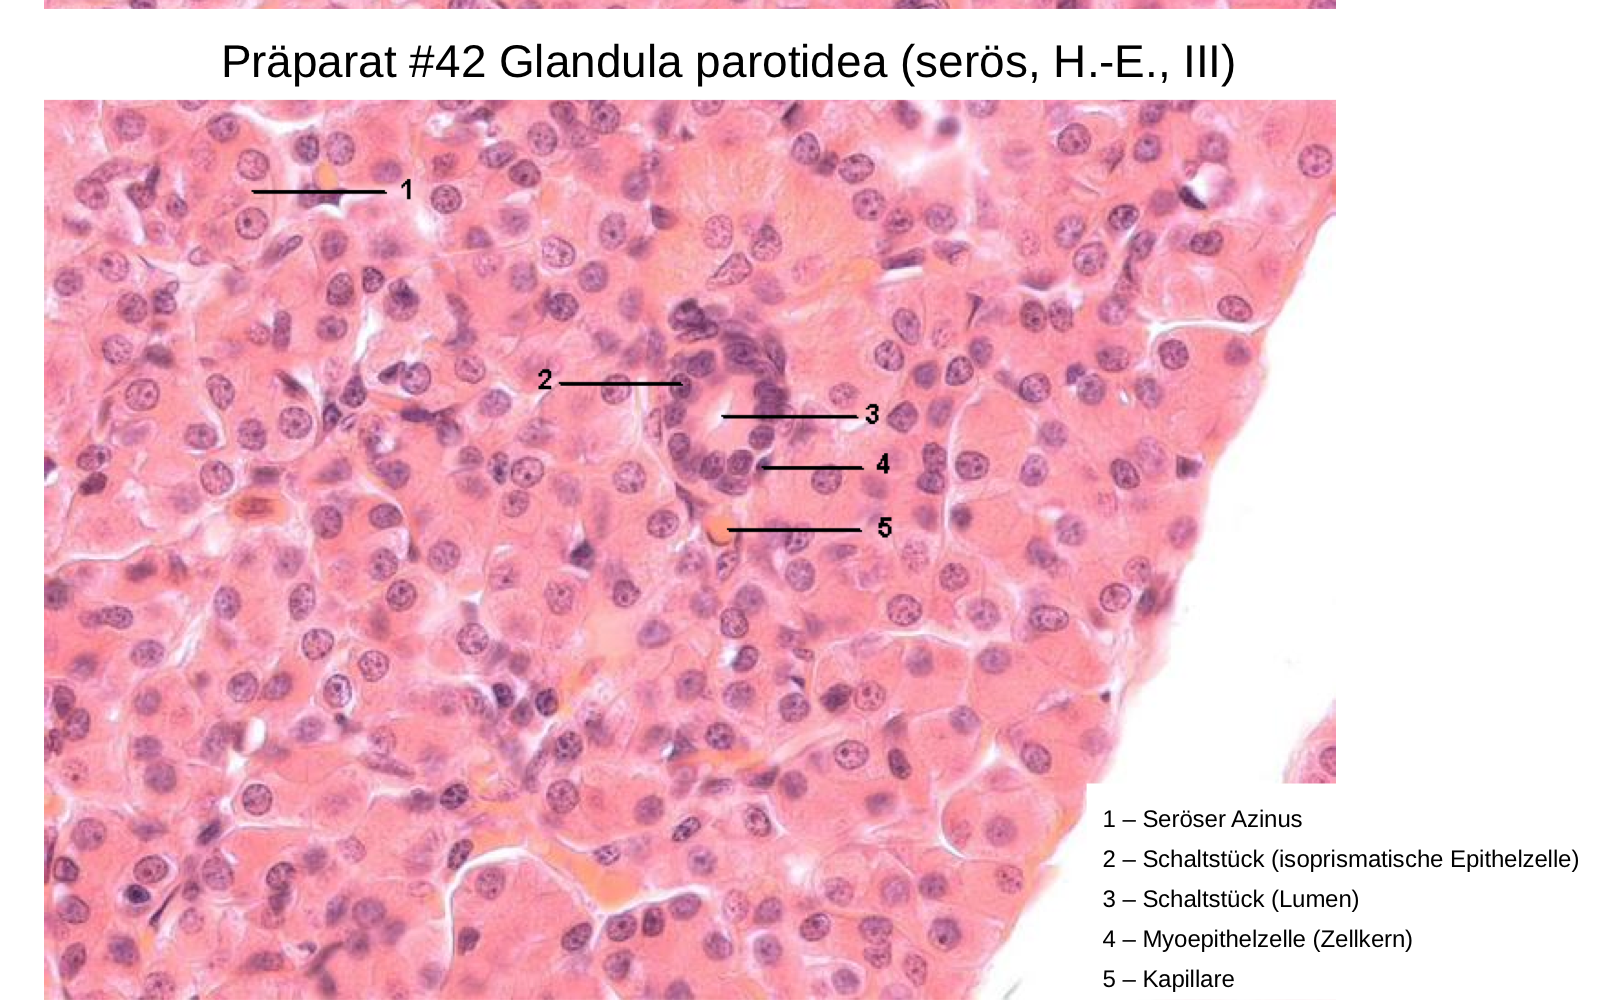 Präparat #42 Glandula parotidea (serös, H.-E., III)
1
2
3
4
5
1 – Seröser Azinus
2 – Schaltstück (isoprismatische Epithelzelle)
3 – Schaltstück (Lumen)
4 – Myoepithelzelle (Zellkern)
5 – Kapillare